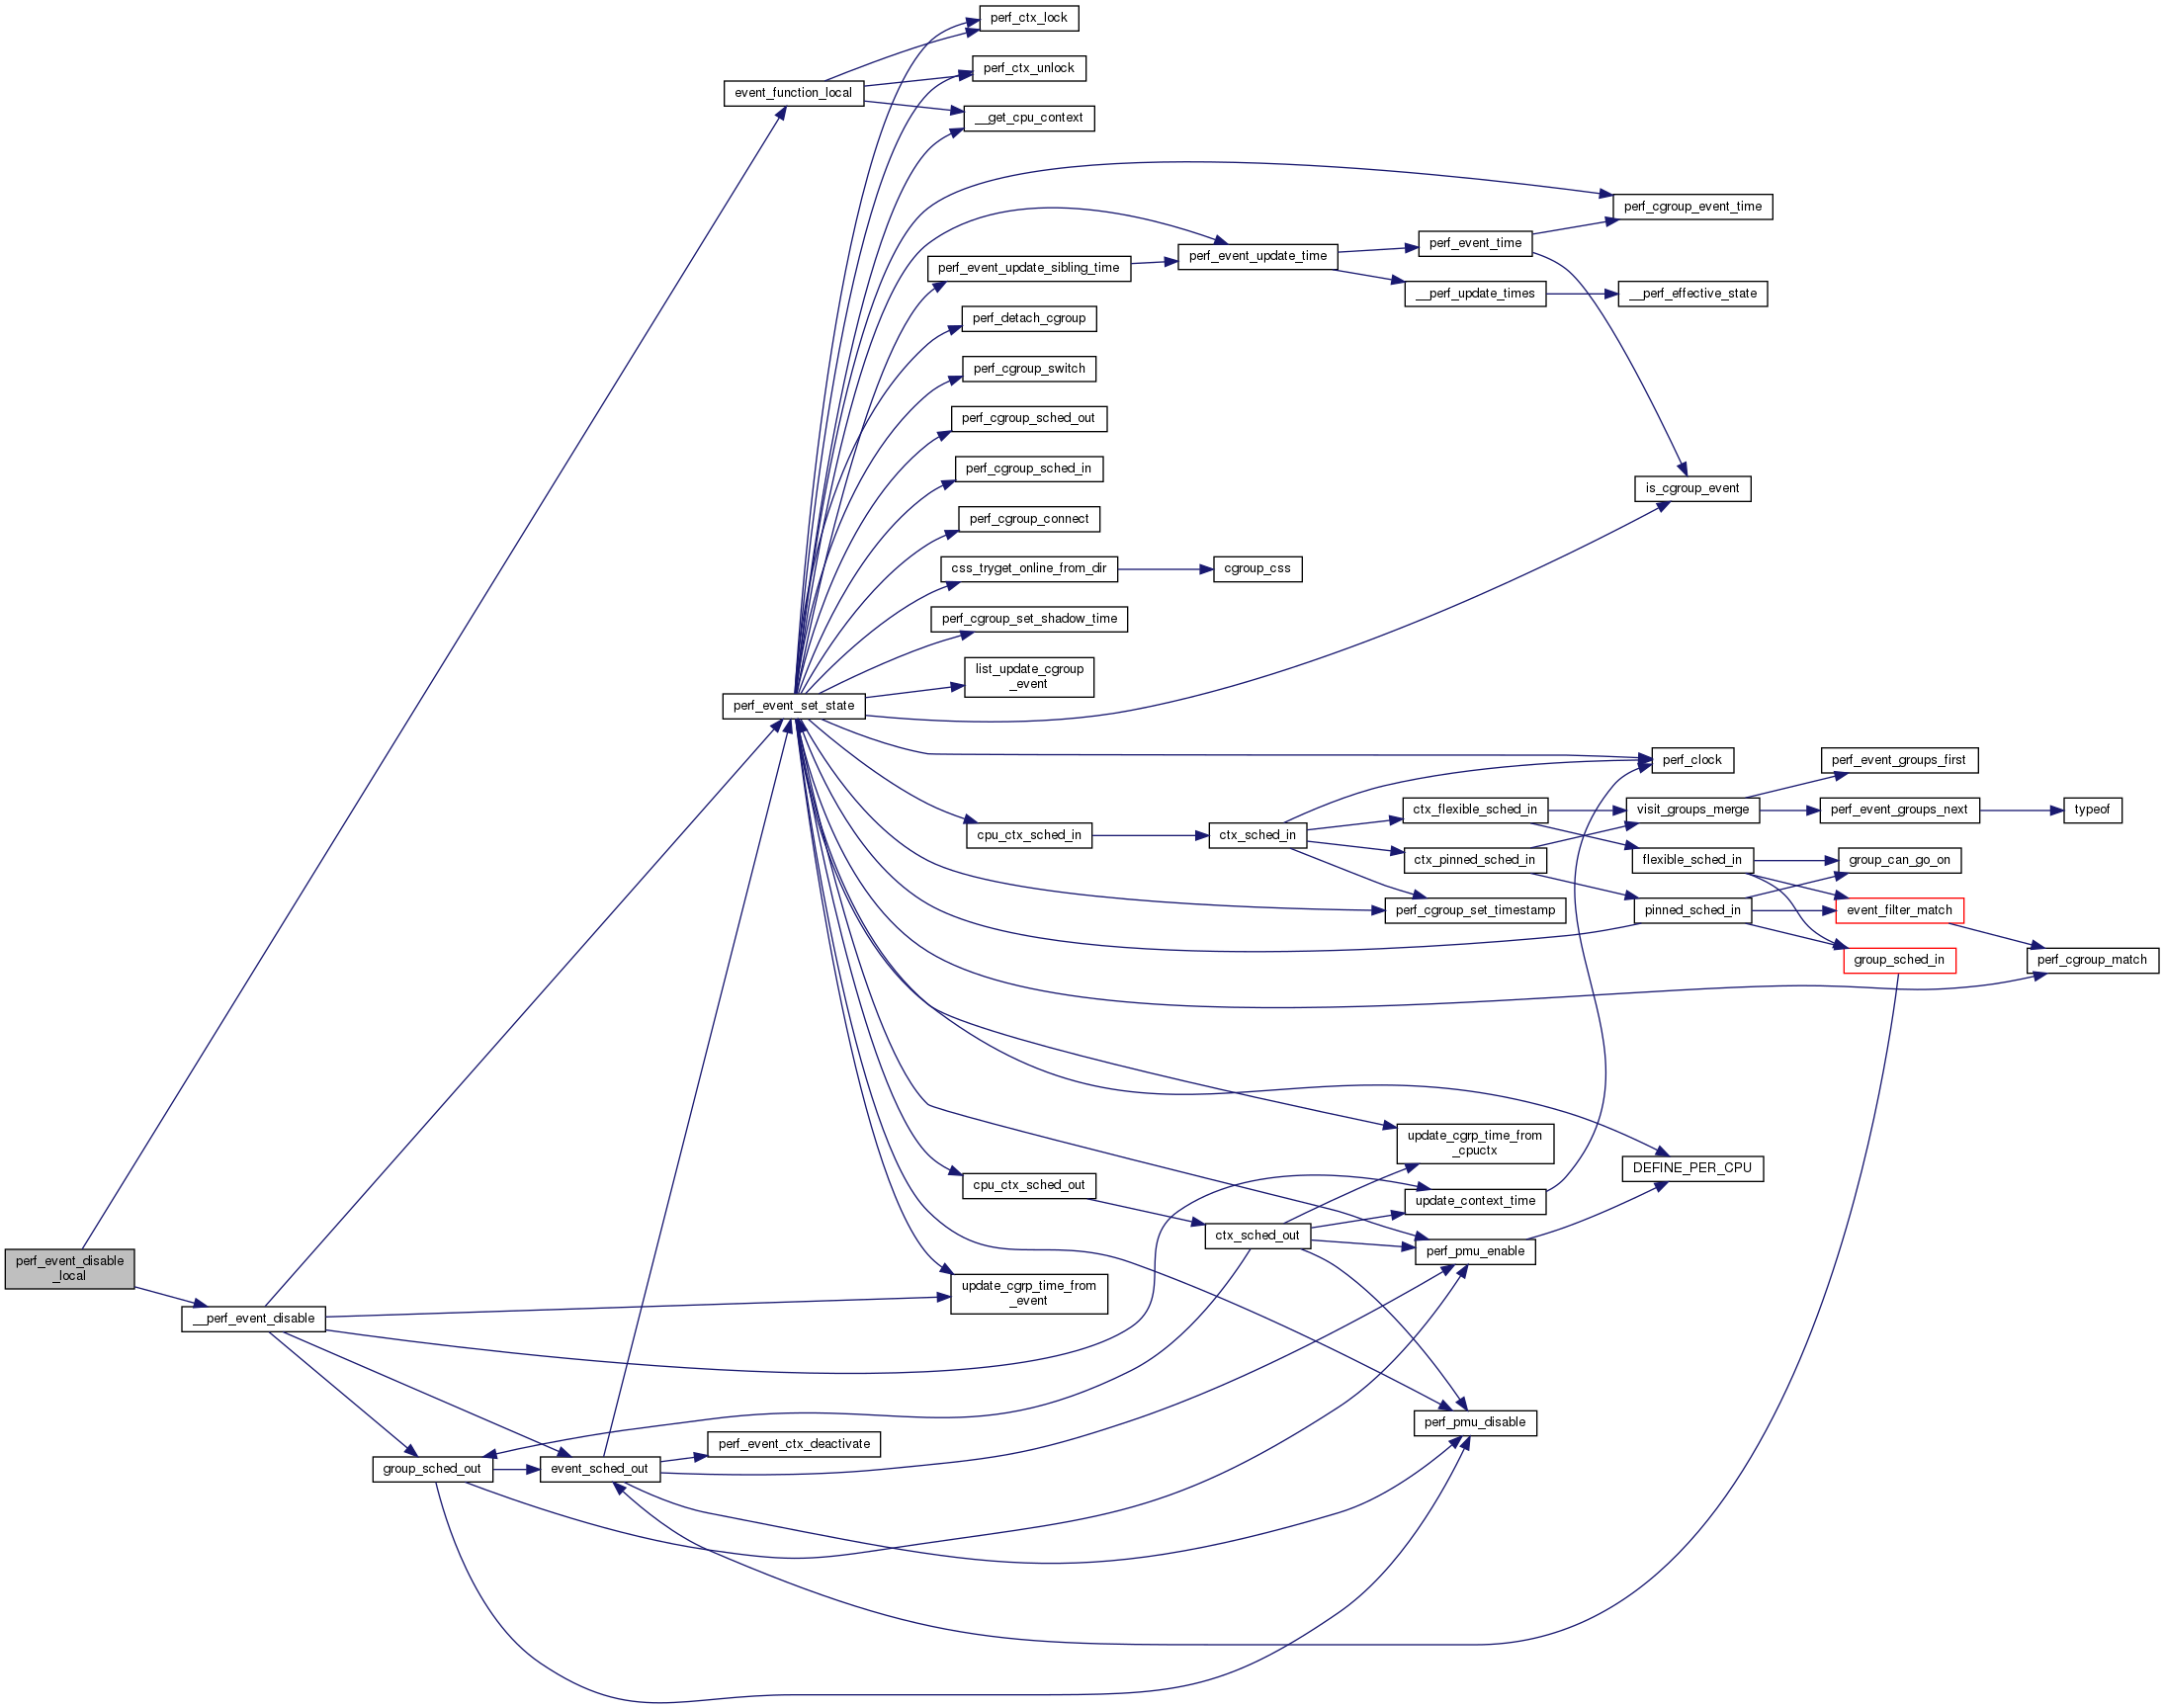 perf_ctx_lock
perf_ctx_unlock
event_function_local
__get_cpu_context
perf_cgroup_event_time
perf_event_time
perf_event_update_time
perf_event_update_sibling_time
__perf_update_times
__perf_effective_state
perf_detach_cgroup
perf_cgroup_switch
perf_cgroup_sched_out
perf_cgroup_sched_in
is_cgroup_event
perf_cgroup_connect
css_tryget_online_from_dir
cgroup_css
perf_cgroup_set_shadow_time
list_update_cgroup
_event
perf_event_set_state
perf_clock
perf_event_groups_first
cpu_ctx_sched_in
ctx_sched_in
ctx_flexible_sched_in
visit_groups_merge
perf_event_groups_next
typeof
ctx_pinned_sched_in
flexible_sched_in
group_can_go_on
perf_cgroup_set_timestamp
pinned_sched_in
event_filter_match
group_sched_in
perf_cgroup_match
update_cgrp_time_from
_cpuctx
DEFINE_PER_CPU
cpu_ctx_sched_out
update_context_time
ctx_sched_out
perf_pmu_enable
perf_event_disable
_local
update_cgrp_time_from
_event
__perf_event_disable
perf_pmu_disable
perf_event_ctx_deactivate
group_sched_out
event_sched_out